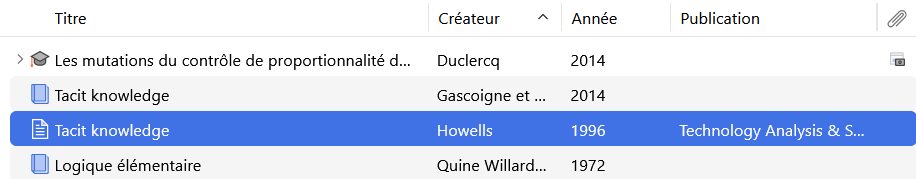 Titre Créateur Année Publication
Les mutations du contrôle de proportionnalité d... Duclercq 2014
Tacit knowledge Gascoigne et ... 2014
Tacit knowledge Howells 1996 Technology Analysis & S...
Logique élémentaire Quine Willard... 1972